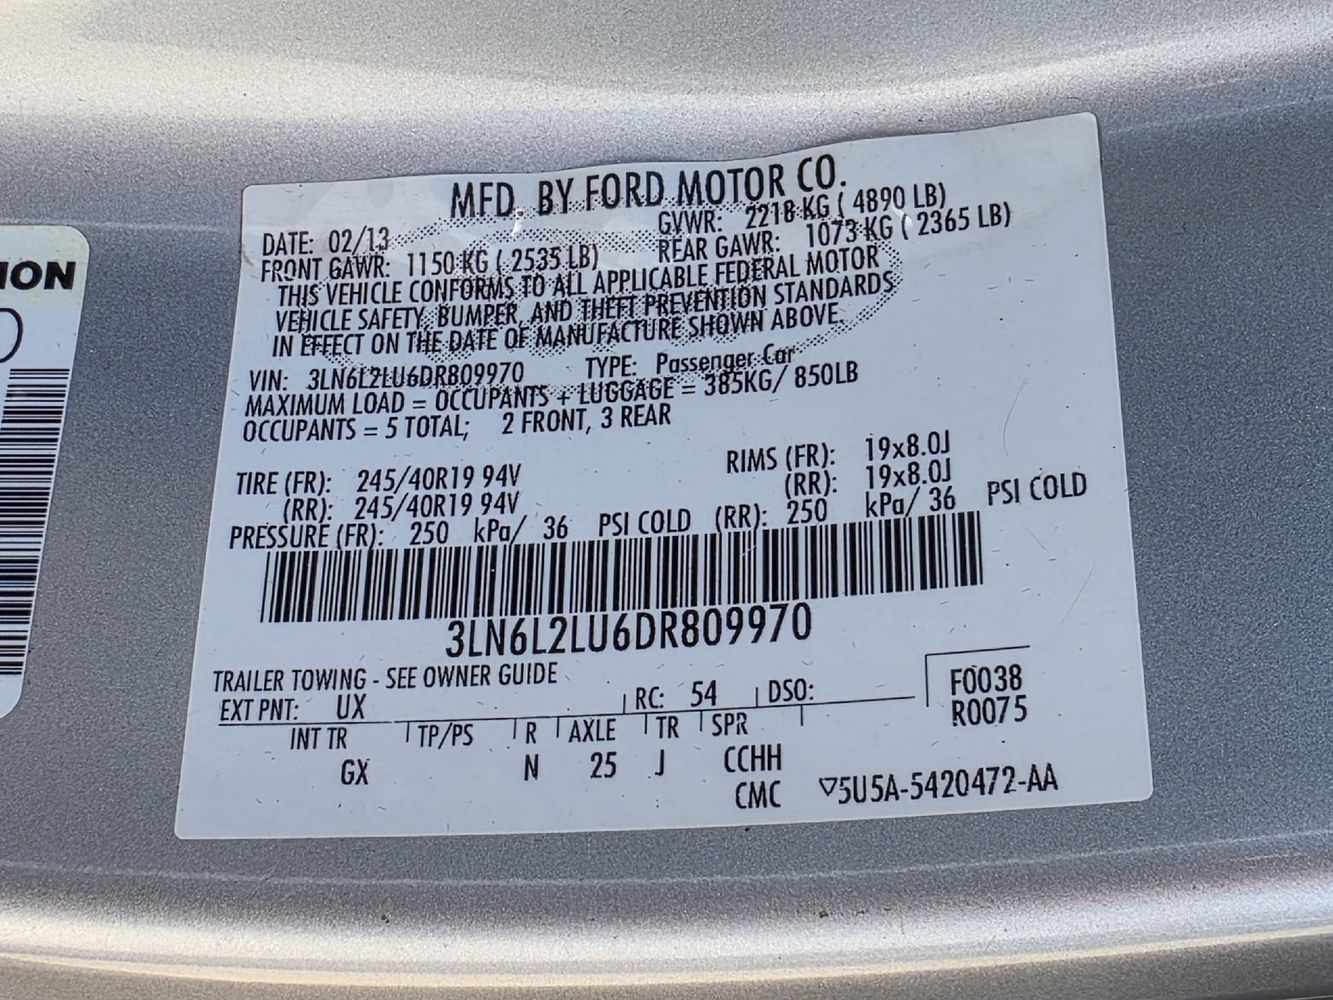 ION
MFD. BY FORD MOTOR CO.
DATE: 02/13 GVWR: 2218 KG ( 4890 LB)
FRONT GAWR: 1150 KG ( 2535 LB) REAR GAWR: 1073 KG ( 2365 LB)
THIS VEHICLE CONFORMS TO ALL APPLICABLE FEDERAL MOTOR
VEHICLE SAFETY, BUMPER, AND THEFT PREVENTION STANDARDS
IN EFFECT ON THE DATE OF MANUFACTURE SHOWN ABOVE.
VIN: 3LN6L2LU6DR809970 TYPE: Passenger Car
MAXIMUM LOAD = OCCUPANTS + LUGGAGE = 385KG/ 850LB
OCCUPANTS = 5 TOTAL; 2 FRONT, 3 REAR
TIRE (FR): 245/40R19 94V RIMS (FR): 19x8.0J
(RR): 245/40R19 94V (RR): 19x8.0J
PRESSURE (FR): 250 kPa/ 36 PSI COLD (RR): 250 kPa/ 36 PSI COLD
3LN6L2LU6DR809970
TRAILER TOWING - SEE OWNER GUIDE
EXT PNT: UX RC: 54 DSO: F0038
R0075
INT TR TP/PS R AXLE TR SPR
GX N 25 J CCHH
CMC ▽5U5A-5420472-AA